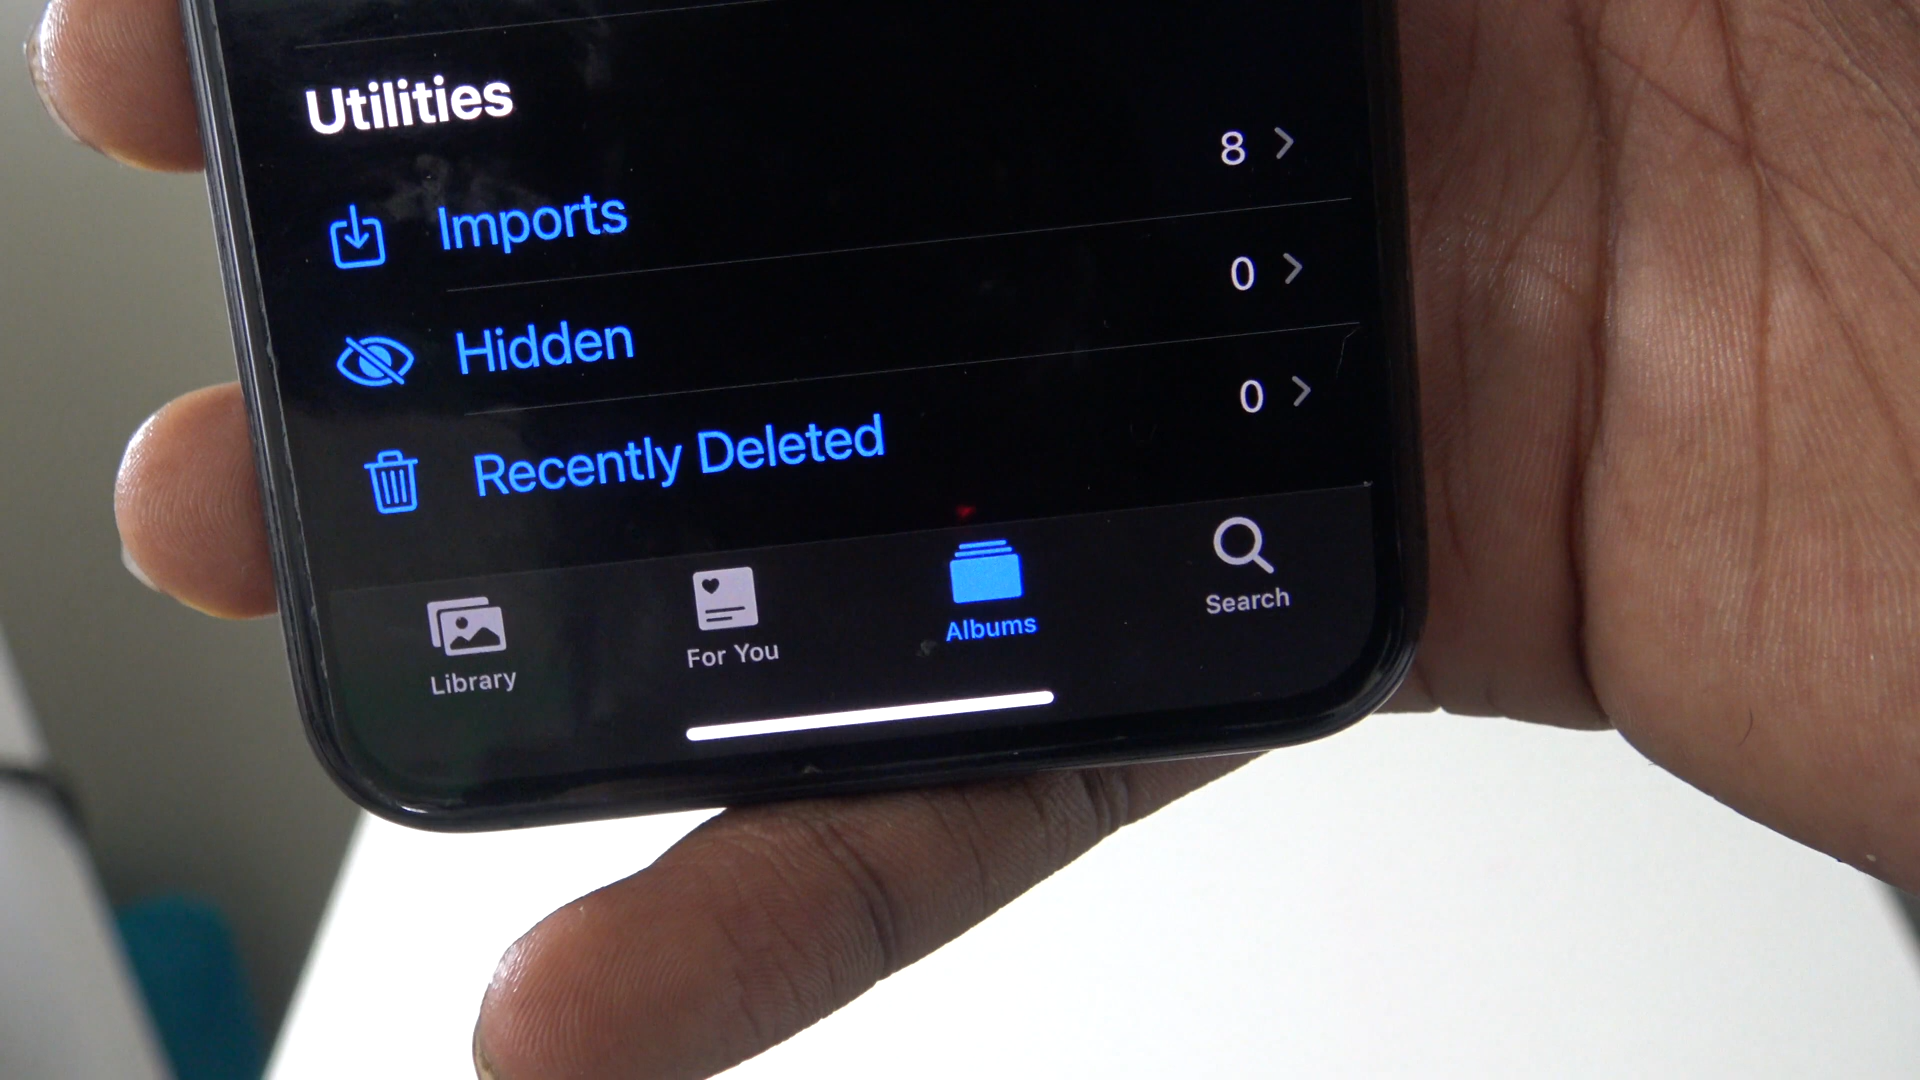 Utilities
Imports 8
Hidden 0
Recently Deleted 0
Library For You Albums Search